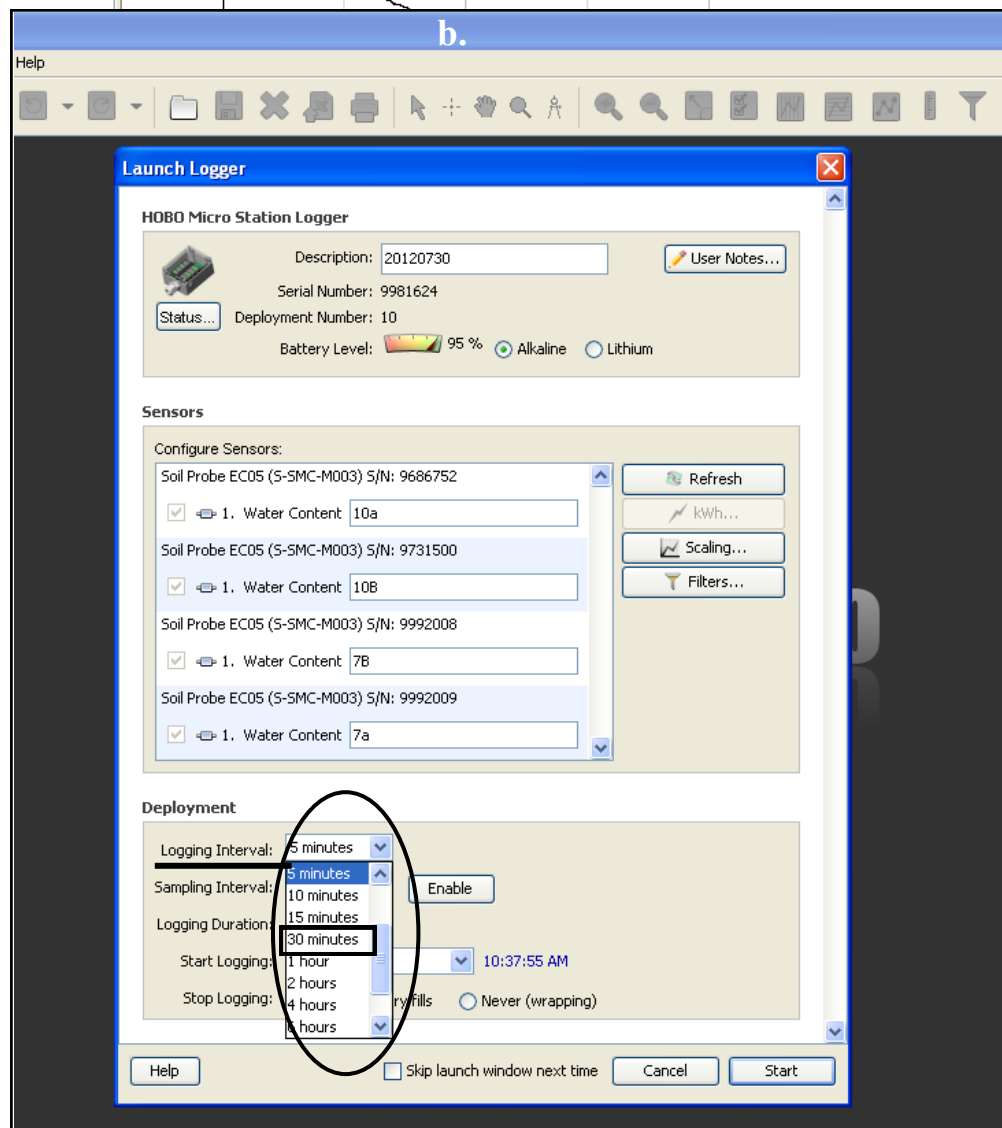 b.
Help
Launch Logger
HOBO Micro Station Logger
Description: 20120730
User Notes...
Serial Number: 9981624
Status...
Deployment Number: 10
Battery Level: 95 % Alkaline Lithium
Sensors
Configure Sensors:
Soil Probe EC05 (S-SMC-M003) S/N: 9686752
1. Water Content 10a
Soil Probe EC05 (S-SMC-M003) S/N: 9731500
1. Water Content 10B
Soil Probe EC05 (S-SMC-M003) S/N: 9992008
1. Water Content 7B
Soil Probe EC05 (S-SMC-M003) S/N: 9992009
1. Water Content 7a
Refresh
kWh...
Scaling...
Filters...
Deployment
Logging Interval: 5 minutes
5 minutes
10 minutes
15 minutes
30 minutes
1 hour
2 hours
4 hours
6 hours
Sampling Interval: Enable
Logging Duration:
Start Logging: 10:37:55 AM
Stop Logging: ry fills Never (wrapping)
Help
Skip launch window next time
Cancel
Start